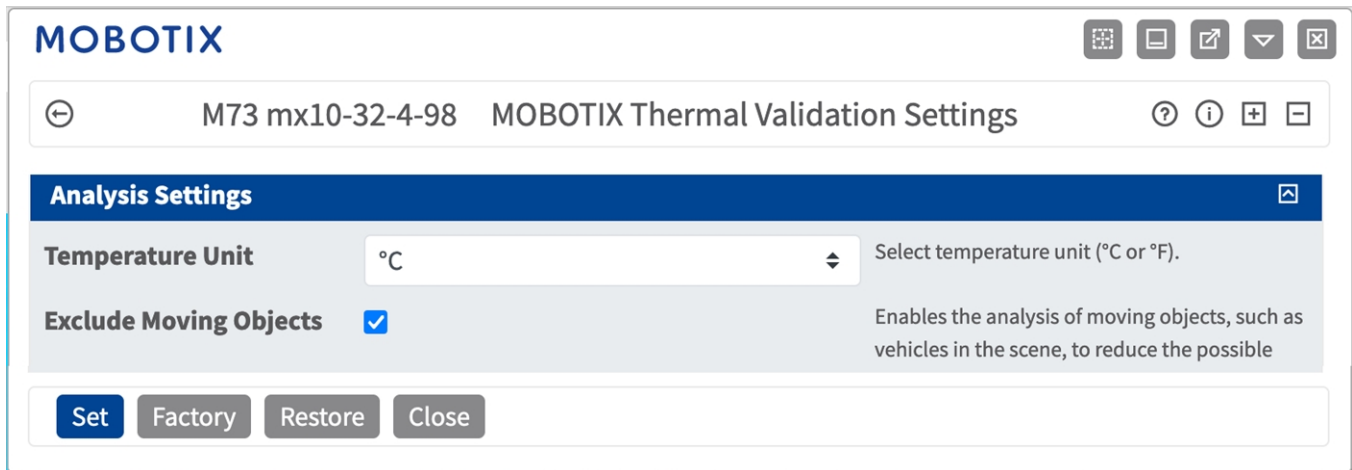 MOBOTIX
M73 mx10-32-4-98 MOBOTIX Thermal Validation Settings
Analysis Settings
Temperature Unit °C Select temperature unit (°C or °F).
Exclude Moving Objects Enables the analysis of moving objects, such as
vehicles in the scene, to reduce the possible
Set Factory Restore Close